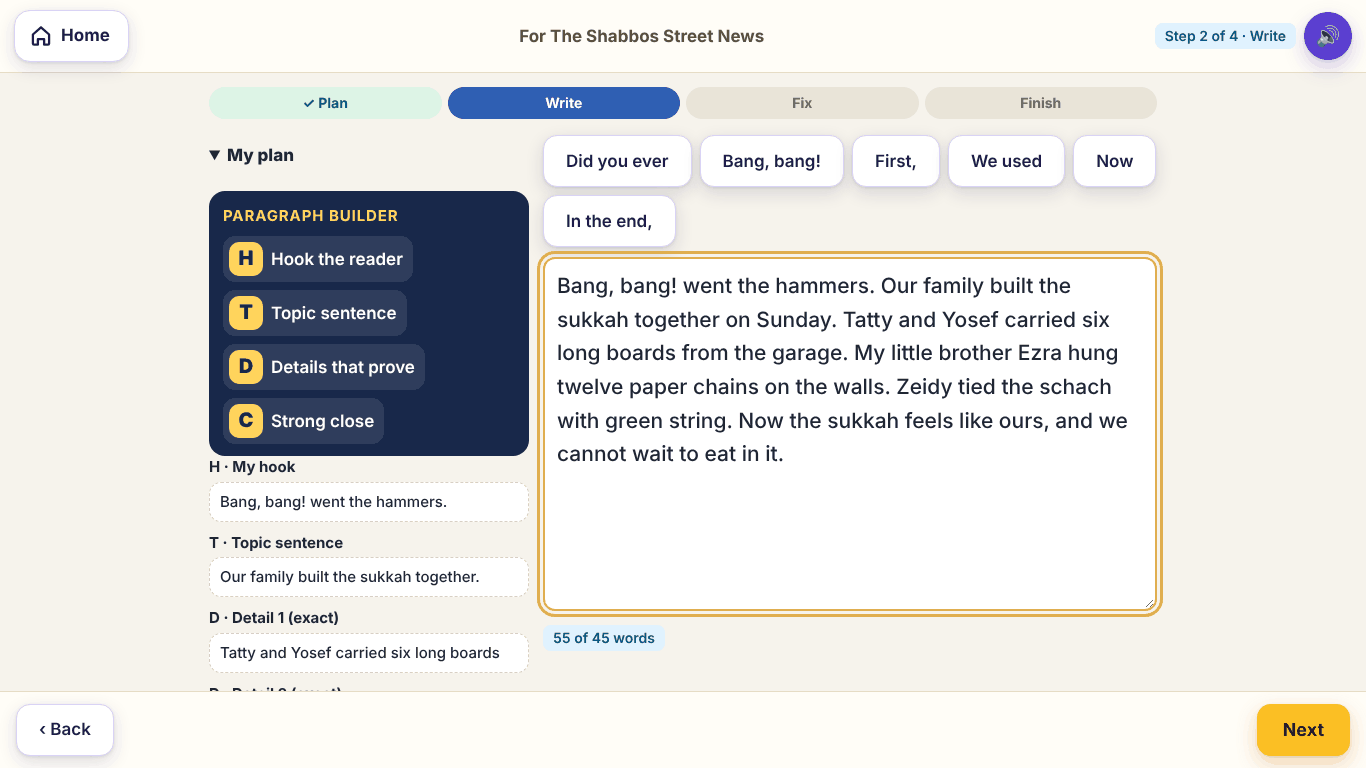 Home
For The Shabbos Street News
Step 2 of 4 · Write
✓ Plan
Write
Fix
Finish
▼ My plan
PARAGRAPH BUILDER
H Hook the reader
T Topic sentence
D Details that prove
C Strong close
H · My hook
Bang, bang! went the hammers.
T · Topic sentence
Our family built the sukkah together.
D · Detail 1 (exact)
Tatty and Yosef carried six long boards
Did you ever
Bang, bang!
First,
We used
Now
In the end,
Bang, bang! went the hammers. Our family built the
sukkah together on Sunday. Tatty and Yosef carried six
long boards from the garage. My little brother Ezra hung
twelve paper chains on the walls. Zeidy tied the schach
with green string. Now the sukkah feels like ours, and we
cannot wait to eat in it.
55 of 45 words
‹ Back
Next